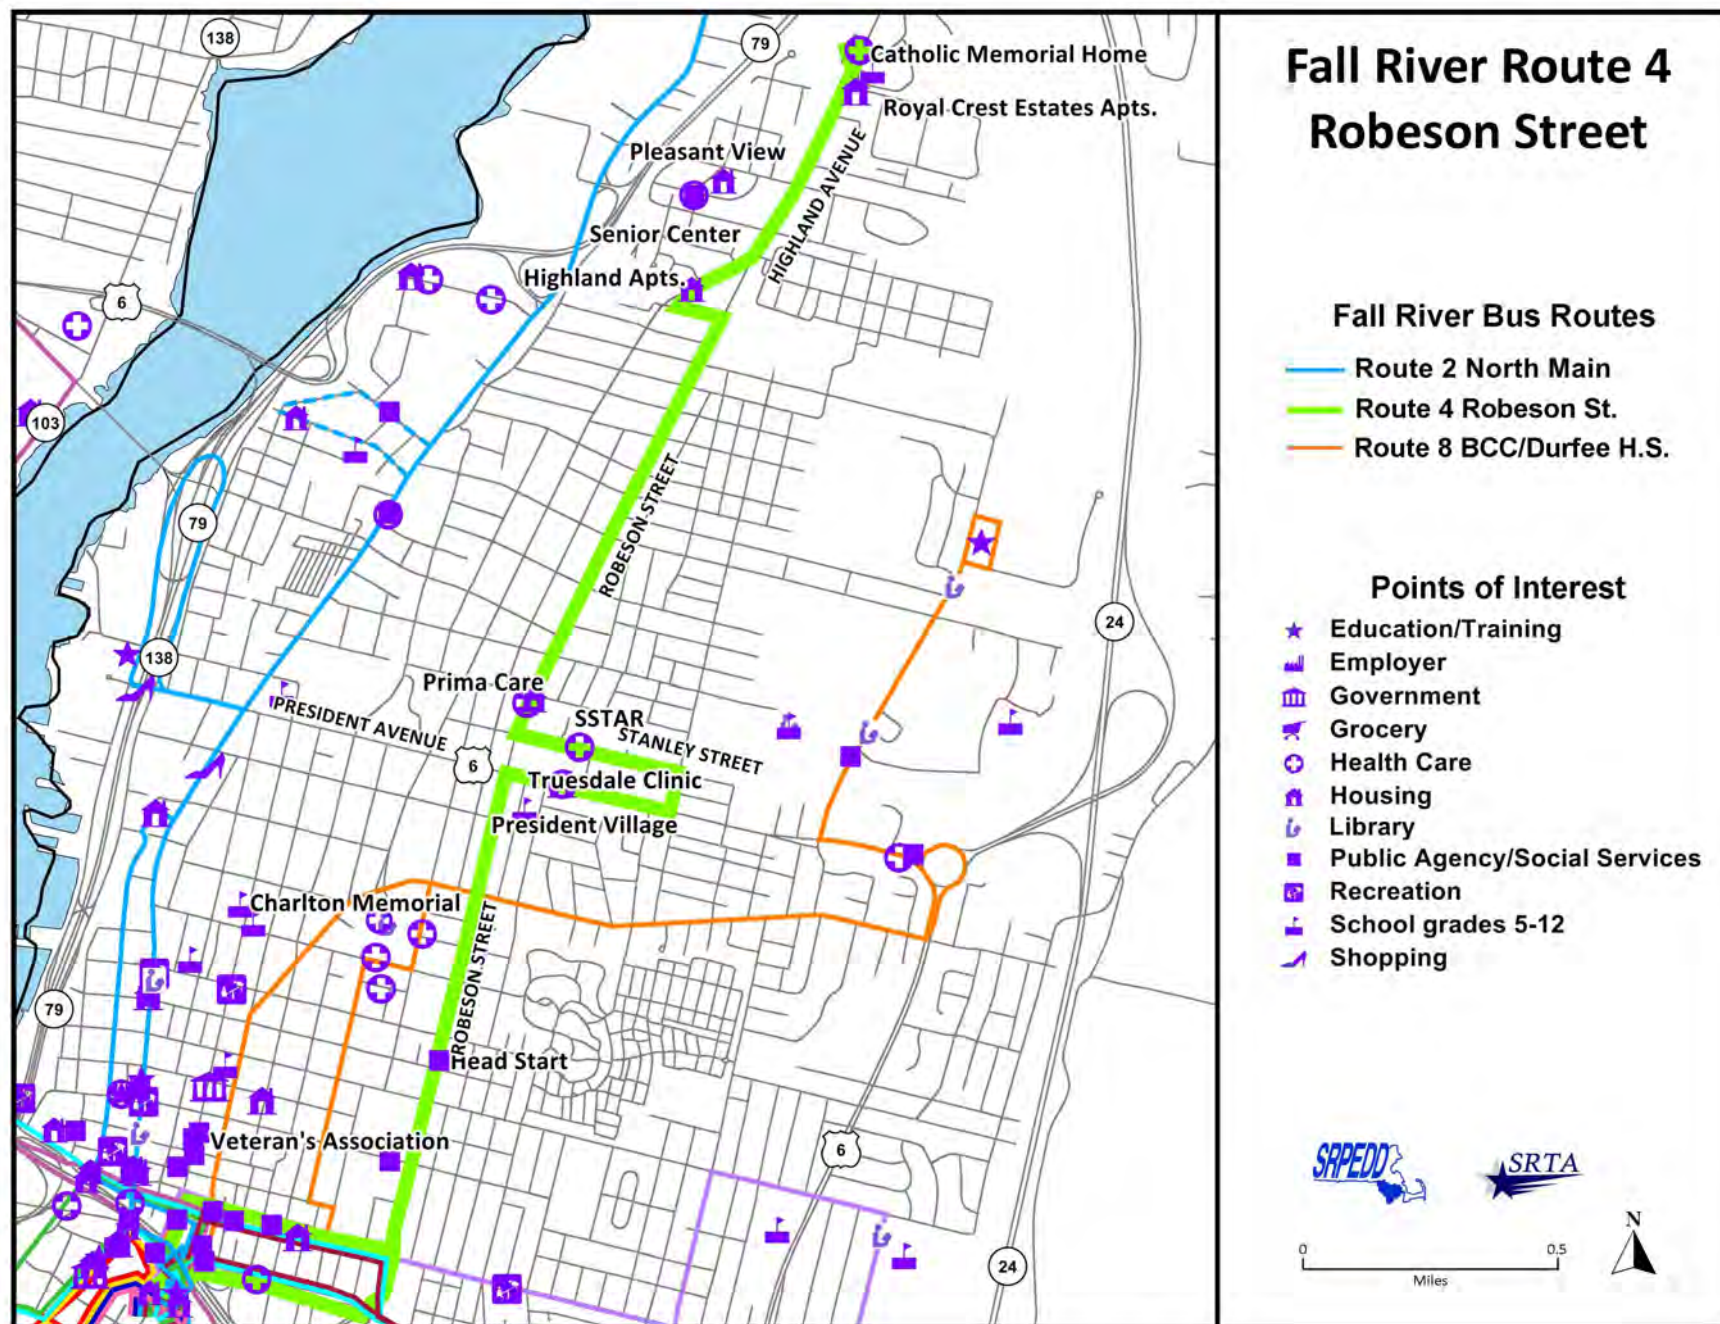 Fall River Route 4
Robeson Street
Fall River Bus Routes
Route 2 North Main
Route 4 Robeson St.
Route 8 BCC/Durfee H.S.
Points of Interest
Education/Training
Employer
Government
Grocery
Health Care
Housing
Library
Public Agency/Social Services
Recreation
School grades 5-12
Shopping
SRPEDD
SRTA
N
0 0.5
Miles
138
79
Catholic Memorial Home
Royal Crest Estates Apts.
Pleasant View
HIGHLAND AVENUE
Senior Center
Highland Apts.
6
103
79
ROBESON STREET
24
138
Prima Care
PRESIDENT AVENUE
SSTAR
STANLEY STREET
6
Truesdale Clinic
President Village
Charlton Memorial
ROBESON STREET
79
Head Start
Veteran's Association
6
24